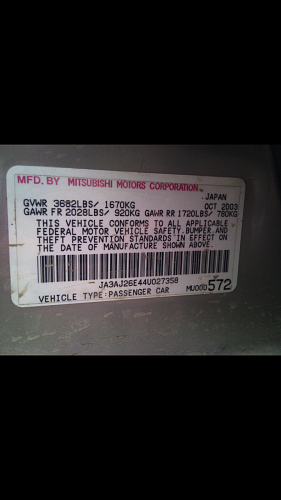 MFD. BY MITSUBISHI MOTORS CORPORATION
JAPAN
GVWR 3682LBS/ 1670KG OCT 2003
GAWR FR 2028LBS/ 920KG GAWR RR 1720LBS/ 780KG
THIS VEHICLE CONFORMS TO ALL APPLICABLE
FEDERAL MOTOR VEHICLE SAFETY,BUMPER,AND
THEFT PREVENTION STANDARDS IN EFFECT ON
THE DATE OF MANUFACTURE SHOWN ABOVE.
JA3AJ26E44U027358
VEHICLE TYPE:PASSENGER CAR MU000572